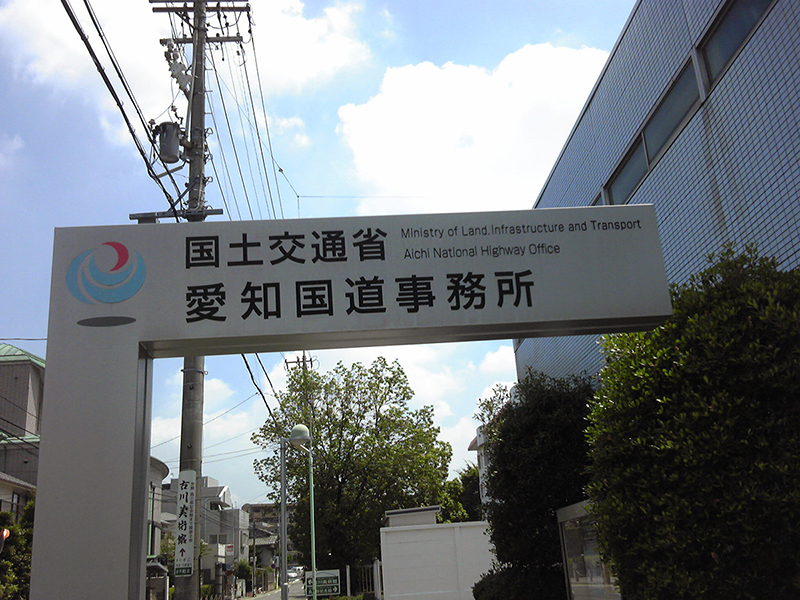 国土交通省
Ministry of Land,Infrastructure and Transport
Aichi National Highway Office
愛知国道事務所
古川美術館